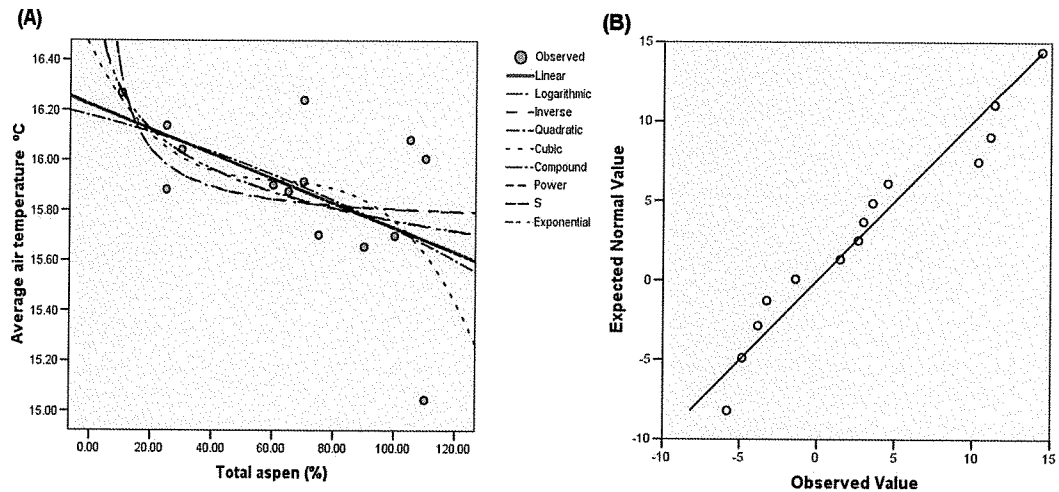 (A)
16.40
16.20
16.00
15.80
15.60
15.40
15.20
15.00
Average air temperature ºC
0.00 20.00 40.00 60.00 80.00 100.00 120.00
Total aspen (%)
Observed
Linear
Logarithmic
Inverse
Quadratic
Cubic
Compound
Power
S
Exponential
(B)
15
10
5
0
-5
-10
Expected Normal Value
-10 -5 0 5 10 15
Observed Value